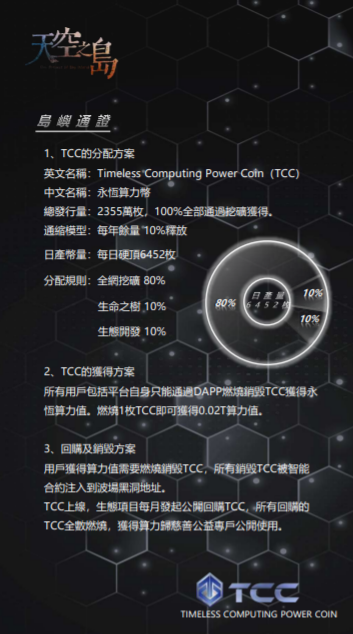 天空之島
島嶼通證
1、TCC的分配方案
英文名稱：Timeless Computing Power Coin（TCC）
中文名稱：永恆算力幣
總發行量：2355萬枚，100%全部通過挖礦獲得。
通縮模型：每年餘量 10%釋放
日產幣量：每日硬頂6452枚
分配規則：全網挖礦 80%
生命之樹 10%
生態開發 10%
80%
日產量
6452枚
10%
10%
2、TCC的獲得方案
所有用戶包括平台自身只能通過DAPP燃燒銷毀TCC獲得永
恆算力值。燃燒1枚TCC即可獲得0.02T算力值。
3、回購及銷毀方案
用戶獲得算力值需要燃燒銷毀TCC，所有銷毀TCC被智能
合約注入到波場黑洞地址。
TCC上線，生態項目每月發起公開回購TCC，所有回購的
TCC全數燃燒，獲得算力歸慈善公益專戶公開使用。
TCC
TIMELESS COMPUTING POWER COIN